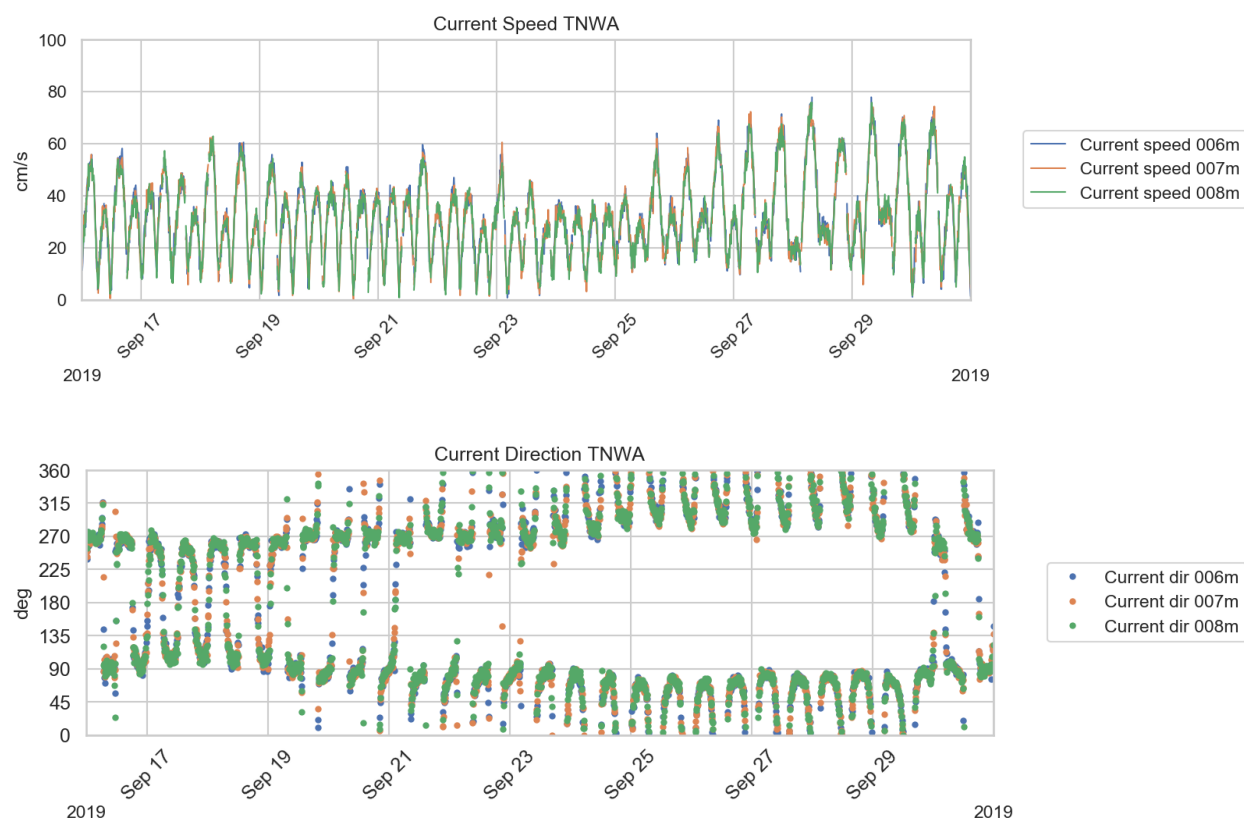 Current Speed TNWA
100
80
60
40
20
0
cm/s
Sep 17
Sep 19
Sep 21
Sep 23
Sep 25
Sep 27
Sep 29
2019
2019
Current speed 006m
Current speed 007m
Current speed 008m
Current Direction TNWA
360
315
270
225
180
135
90
45
0
deg
Sep 17
Sep 19
Sep 21
Sep 23
Sep 25
Sep 27
Sep 29
2019
2019
Current dir 006m
Current dir 007m
Current dir 008m